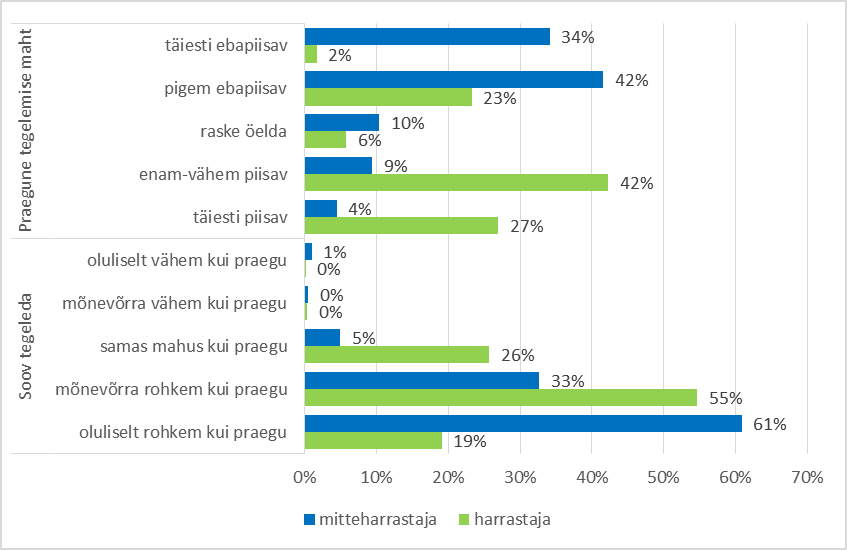 Praegune tegelemise maht
täiesti ebapiisav
34%
2%
pigem ebapiisav
42%
23%
raske öelda
10%
6%
enam-vähem piisav
9%
42%
täiesti piisav
4%
27%
Soov tegeleda
oluliselt vähem kui praegu
1%
0%
mõnevõrra vähem kui praegu
0%
0%
samas mahus kui praegu
5%
26%
mõnevõrra rohkem kui praegu
33%
55%
oluliselt rohkem kui praegu
61%
19%
0% 10% 20% 30% 40% 50% 60% 70%
mitteharrastaja harrastaja